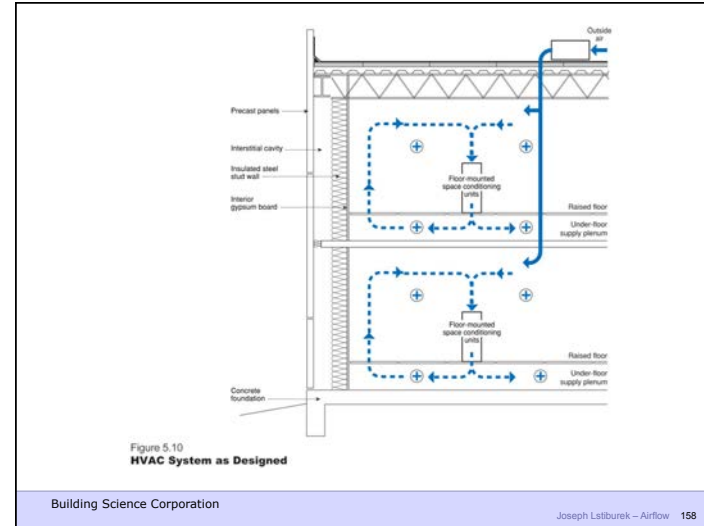 Outside
air
Precast panels
Interstitial cavity
Insulated steel
stud wall
Interior
gypsum board
Floor-mounted
space conditioning
units
Raised floor
Under-floor
supply plenum
Floor-mounted
space conditioning
units
Raised floor
Under-floor
supply plenum
Concrete
foundation
Figure 5.10
HVAC System as Designed
Building Science Corporation
Joseph Lstiburek – Airflow 158